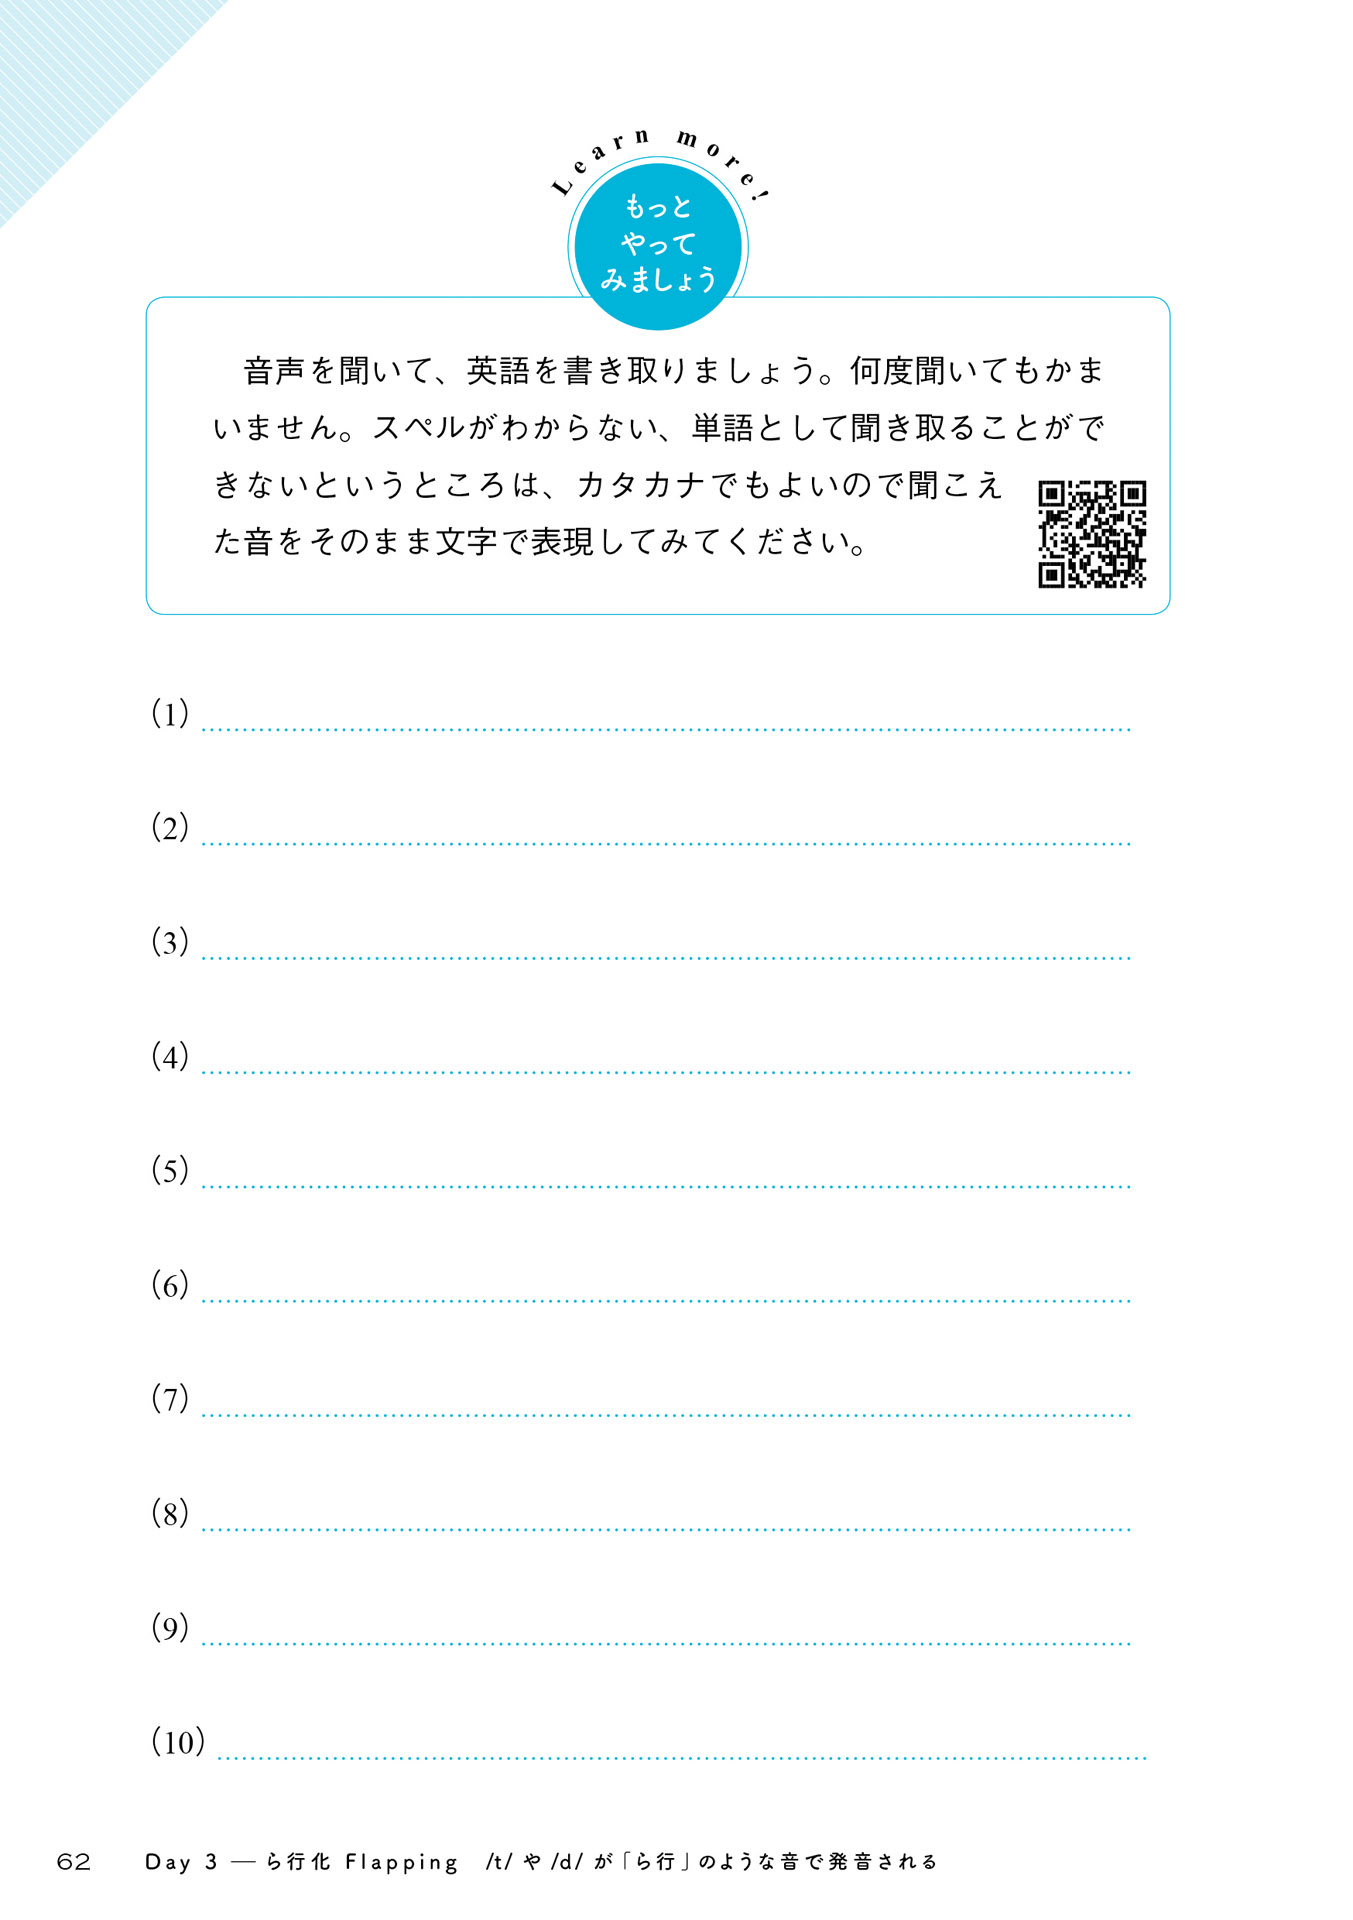 Learn more!
もっと
やって
みましょう
音声を聞いて、英語を書き取りましょう。何度聞いてもかま
いません。スペルがわからない、単語として聞き取ることがで
きないというところは、カタカナでもよいので聞こえ
た音をそのまま文字で表現してみてください。
(1)
(2)
(3)
(4)
(5)
(6)
(7)
(8)
(9)
(10)
62 Day 3 — ら行化 Flapping /t/ や /d/ が「ら行」のような音で発音される